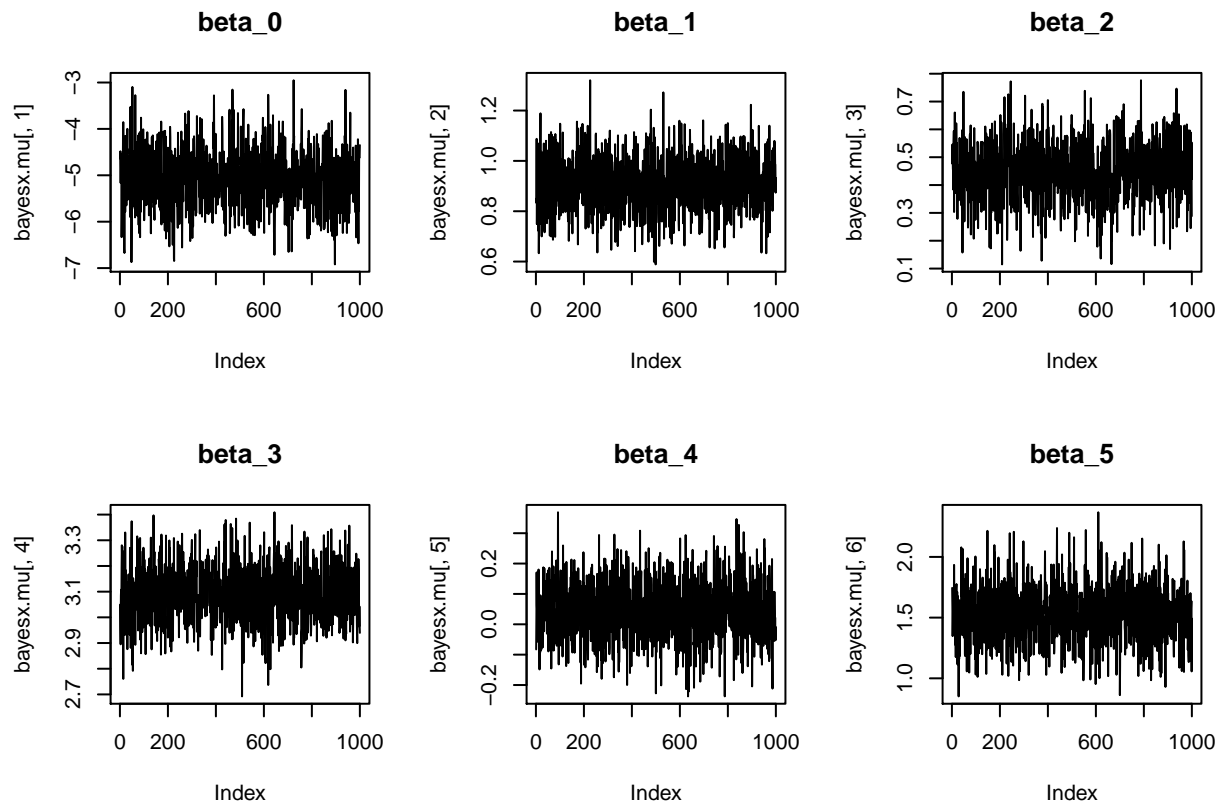 beta_0
bayesx.mu[, 1]
−7 −6 −5 −4 −3
0 200 600 1000
Index
beta_1
bayesx.mu[, 2]
0.6 0.8 1.0 1.2
0 200 600 1000
Index
beta_2
bayesx.mu[, 3]
0.1 0.3 0.5 0.7
0 200 600 1000
Index
beta_3
bayesx.mu[, 4]
2.7 2.9 3.1 3.3
0 200 600 1000
Index
beta_4
bayesx.mu[, 5]
−0.2 0.0 0.2
0 200 600 1000
Index
beta_5
bayesx.mu[, 6]
1.0 1.5 2.0
0 200 600 1000
Index